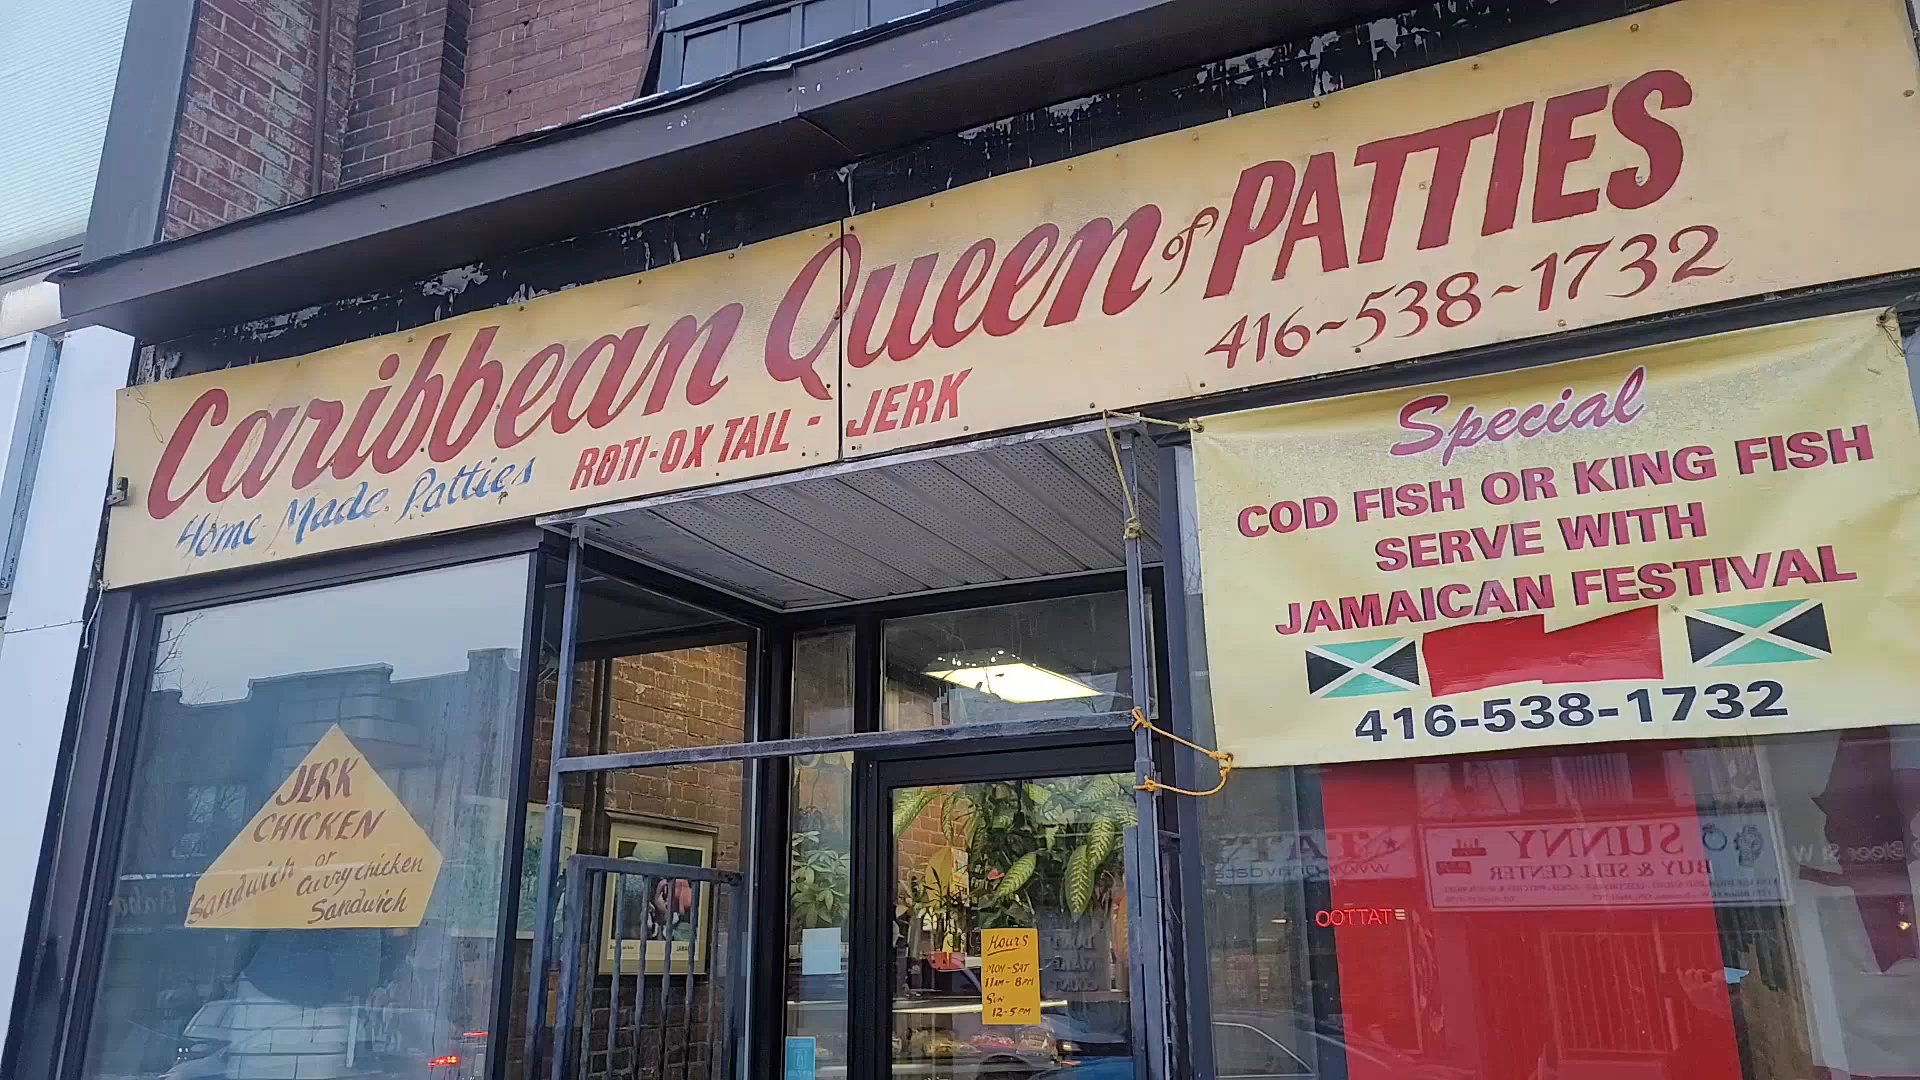 Caribbean Queen of PATTIES
416-538-1732
Home Made Patties ROTI-OX TAIL - JERK
Special
COD FISH OR KING FISH
SERVE WITH
JAMAICAN FESTIVAL
416-538-1732
JERK
CHICKEN
or
Sandwich Curry chicken
Sandwich
Hours
MON-SAT
11AM-8PM
SUN
12-5PM
SUNNY
BUY & SELL CENTER
TATTOO